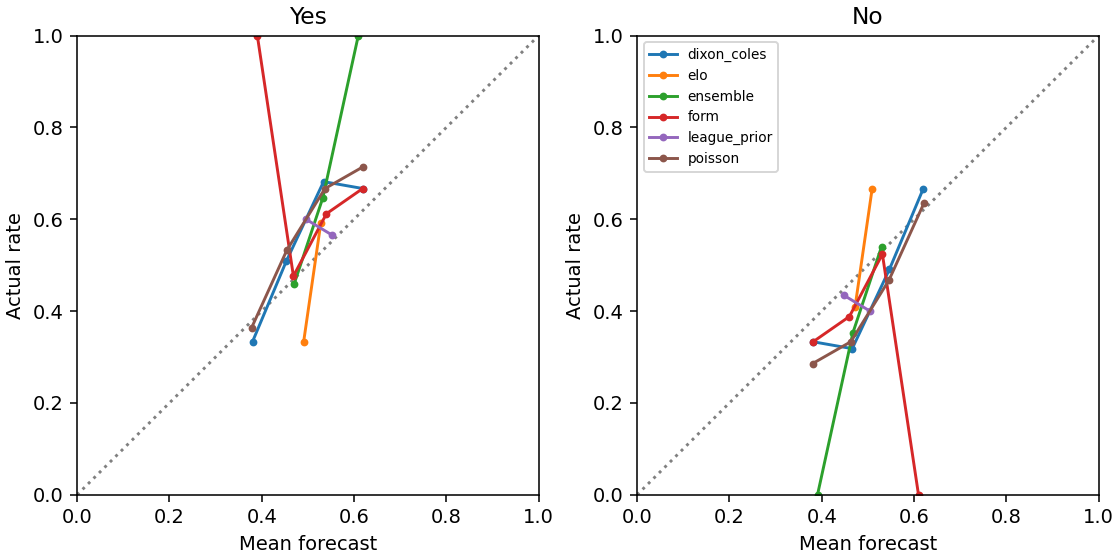 Yes
No
1.0
0.8
0.6
0.4
0.2
0.0
Actual rate
0.0 0.2 0.4 0.6 0.8 1.0
Mean forecast
1.0
0.8
0.6
0.4
0.2
0.0
Actual rate
dixon_coles
elo
ensemble
form
league_prior
poisson
0.0 0.2 0.4 0.6 0.8 1.0
Mean forecast